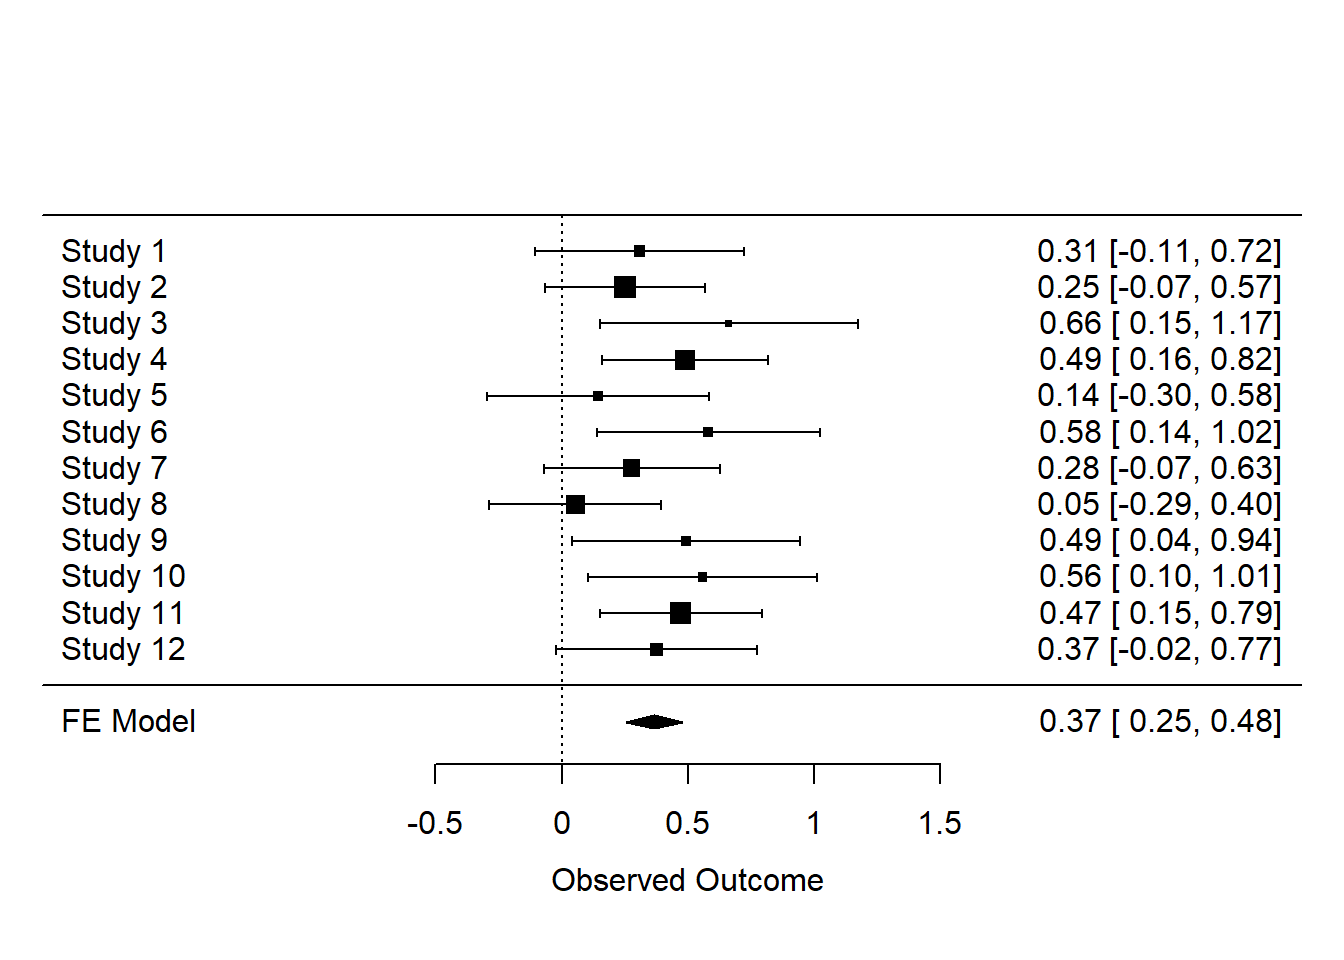 Study 1 0.31 [-0.11, 0.72]
Study 2 0.25 [-0.07, 0.57]
Study 3 0.66 [ 0.15, 1.17]
Study 4 0.49 [ 0.16, 0.82]
Study 5 0.14 [-0.30, 0.58]
Study 6 0.58 [ 0.14, 1.02]
Study 7 0.28 [-0.07, 0.63]
Study 8 0.05 [-0.29, 0.40]
Study 9 0.49 [ 0.04, 0.94]
Study 10 0.56 [ 0.10, 1.01]
Study 11 0.47 [ 0.15, 0.79]
Study 12 0.37 [-0.02, 0.77]
FE Model 0.37 [ 0.25, 0.48]
-0.5 0 0.5 1 1.5
Observed Outcome